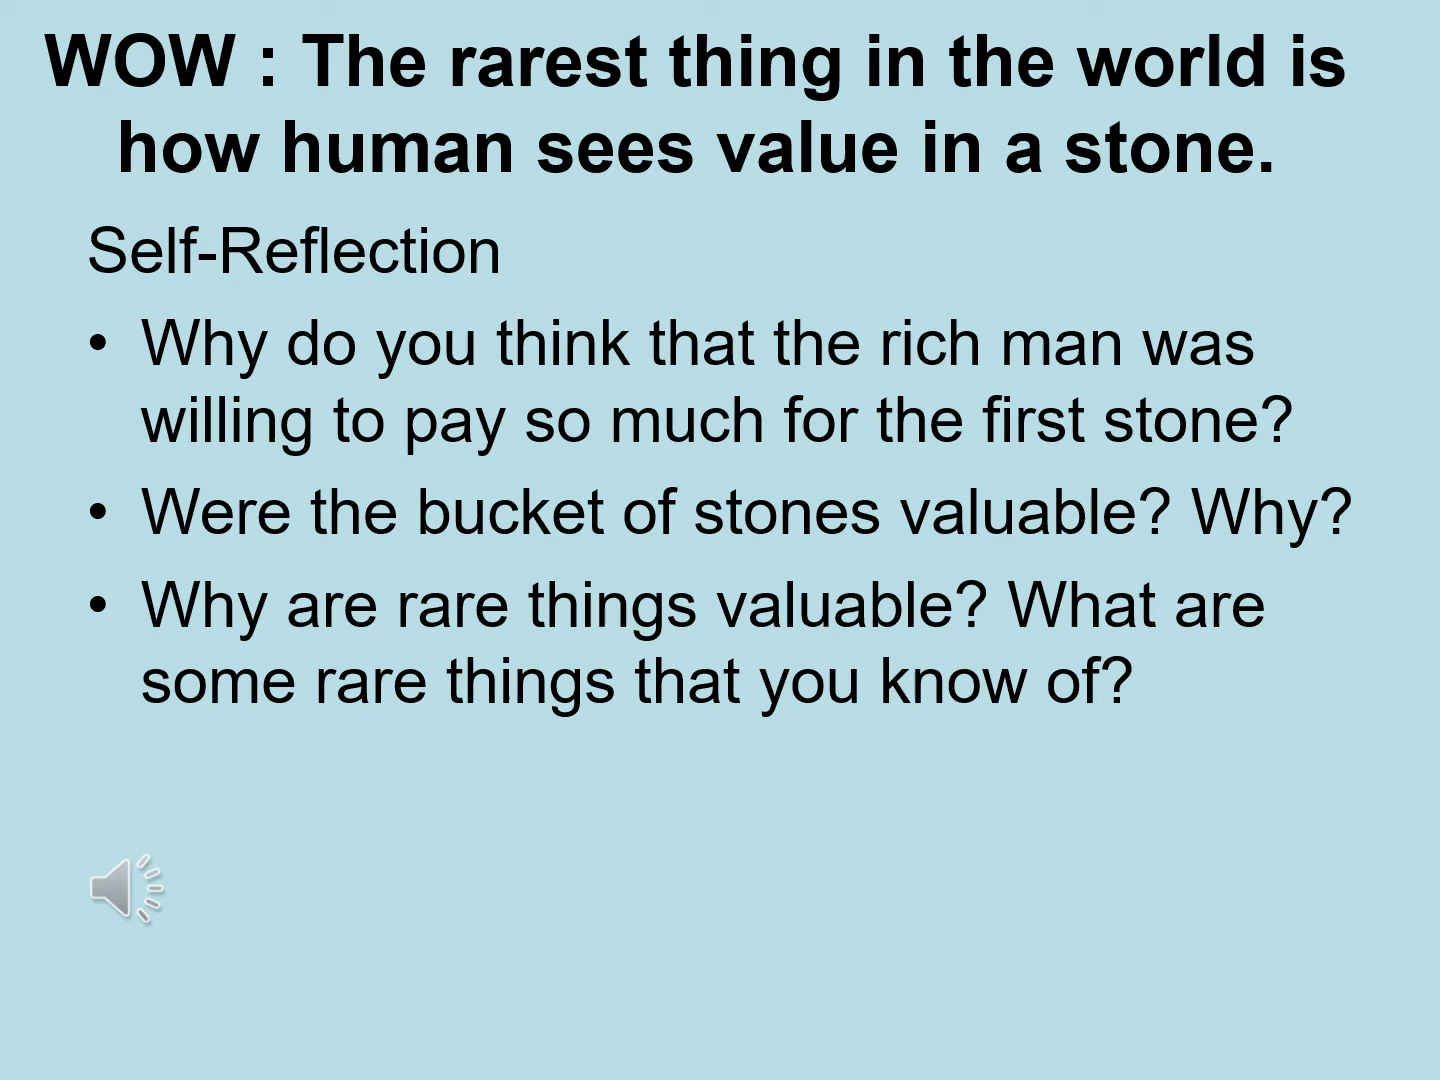 WOW : The rarest thing in the world is
how human sees value in a stone.
Self-Reflection
• Why do you think that the rich man was
willing to pay so much for the first stone?
• Were the bucket of stones valuable? Why?
• Why are rare things valuable? What are
some rare things that you know of?